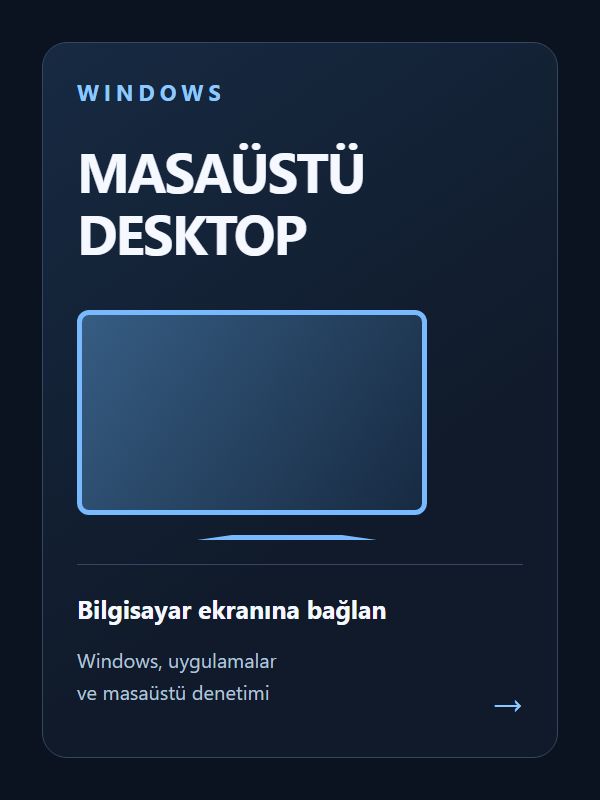 WINDOWS
MASAÜSTÜ
DESKTOP
Bilgisayar ekranına bağlan
Windows, uygulamalar
ve masaüstü denetimi
→